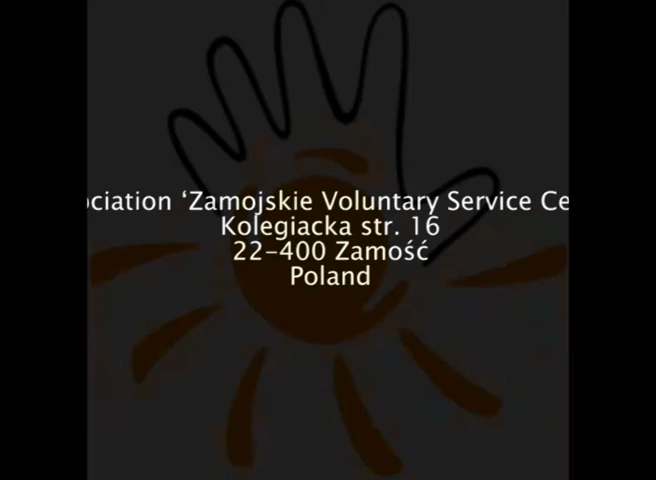 ociation ‘Zamojskie Voluntary Service Ce
Kolegiacka str. 16
22-400 Zamość
Poland